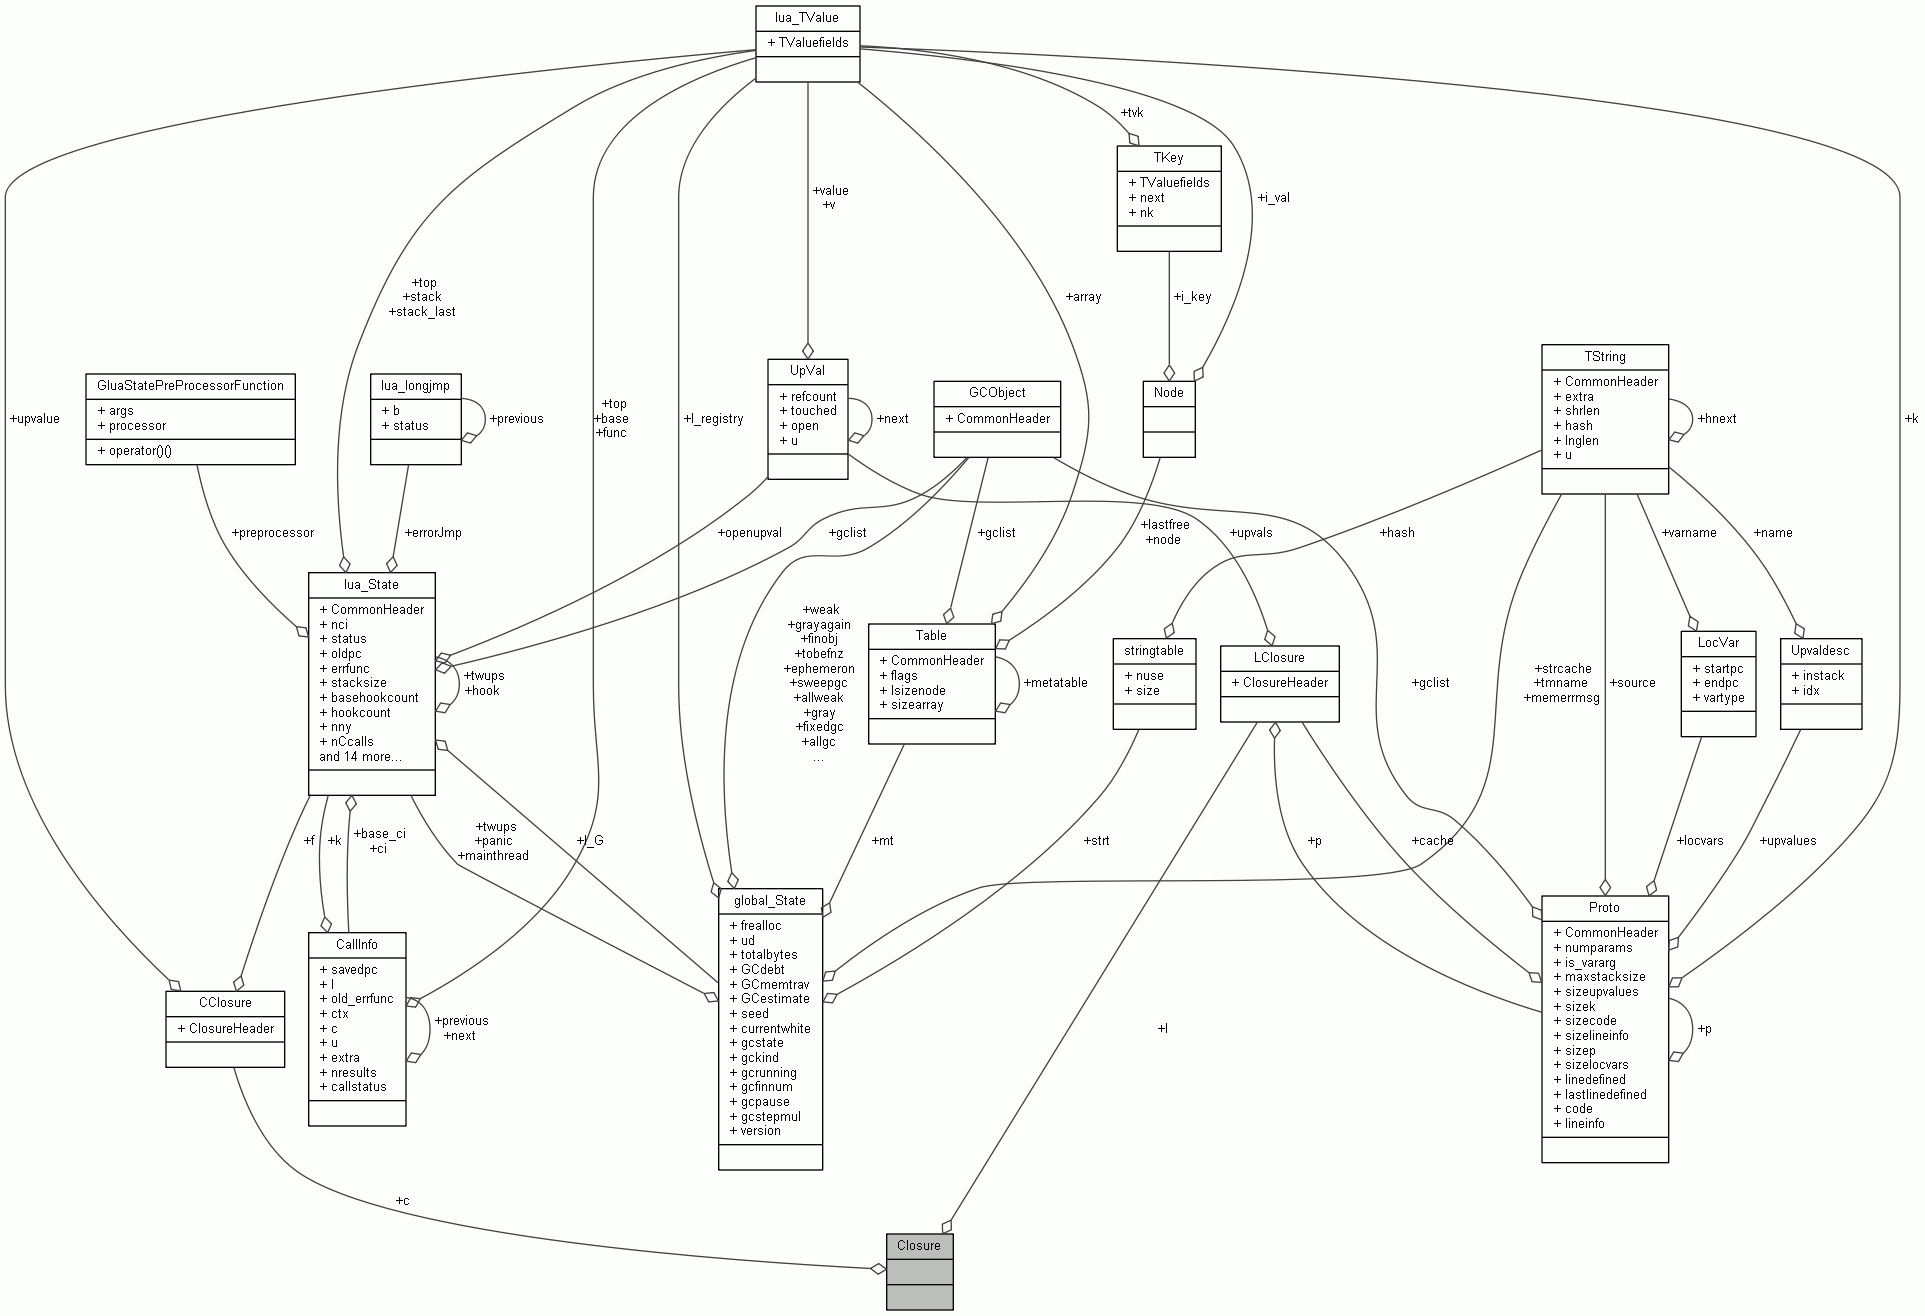 lua_TValue
+ TValuefields
+tvk
TKey
+ TValuefields
+ next
+ nk
+value
+v
+i_val
+top
+stack
+stack_last
+array
+i_key
GluaStatePreProcessorFunction
+ args
+ processor
+ operator()()
lua_longjmp
+ b
+ status
+previous
+upvalue
+top
+base
+func
+l_registry
UpVal
+ refcount
+ touched
+ open
+ u
+next
GCObject
+ CommonHeader
Node
TString
+ CommonHeader
+ extra
+ shrlen
+ hash
+ lnglen
+ u
+hnext
+k
+preprocessor
+errorJmp
+openupval
+gclist
+gclist
+lastfree
+node
+upvals
+hash
+varname
+name
lua_State
+ CommonHeader
+ nci
+ status
+ oldpc
+ errfunc
+ stacksize
+ basehookcount
+ hookcount
+ nny
+ nCcalls
and 14 more...
+twups
+hook
+weak
+grayagain
+finobj
+tobefnz
+ephemeron
+sweepgc
+allweak
+gray
+fixedgc
+allgc
...
Table
+ CommonHeader
+ flags
+ lsizenode
+ sizearray
+metatable
stringtable
+ nuse
+ size
LClosure
+ ClosureHeader
+gclist
+strcache
+tmname
+memerrmsg
+source
LocVar
+ startpc
+ endpc
+ vartype
Upvaldesc
+ instack
+ idx
+f
+k
+base_ci
+ci
+twups
+panic
+mainthread
+l_G
+mt
+strt
+p
+cache
+locvars
+upvalues
CClosure
+ ClosureHeader
CallInfo
+ savedpc
+ l
+ old_errfunc
+ ctx
+ c
+ u
+ extra
+ nresults
+ callstatus
+previous
+next
global_State
+ frealloc
+ ud
+ totalbytes
+ GCdebt
+ GCmemtrav
+ GCestimate
+ seed
+ currentwhite
+ gcstate
+ gckind
+ gcrunning
+ gcfinnum
+ gcpause
+ gcstepmul
+ version
+l
Proto
+ CommonHeader
+ numparams
+ is_vararg
+ maxstacksize
+ sizeupvalues
+ sizek
+ sizecode
+ sizelineinfo
+ sizep
+ sizelocvars
+ linedefined
+ lastlinedefined
+ code
+ lineinfo
+p
+c
Closure